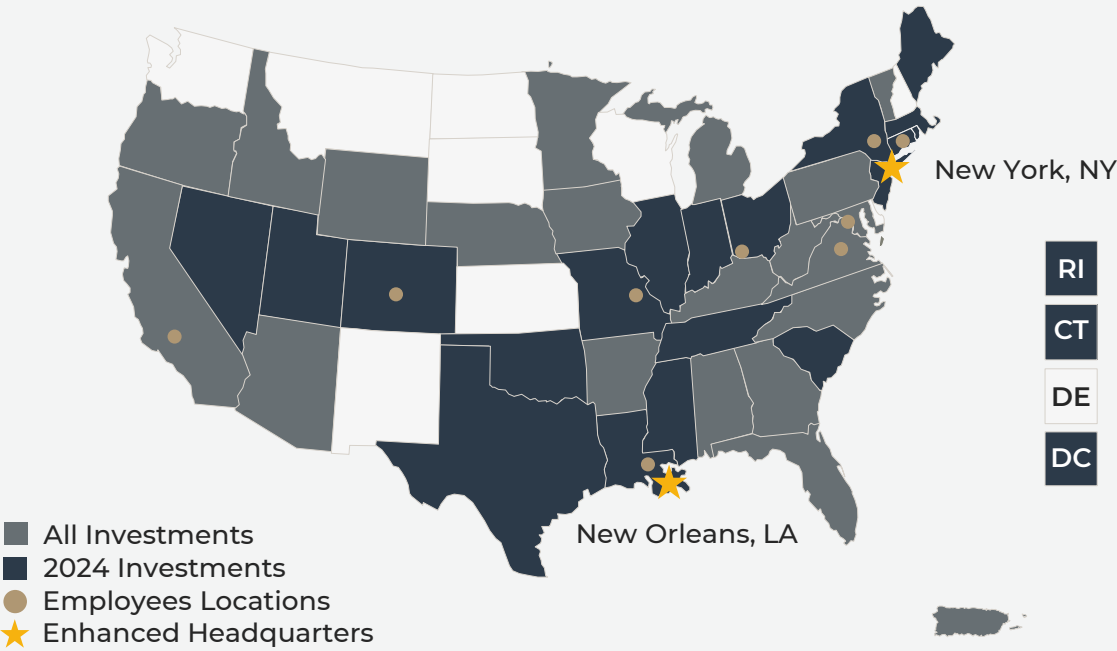 New York, NY
RI
CT
DE
DC
New Orleans, LA
All Investments
2024 Investments
Employees Locations
Enhanced Headquarters